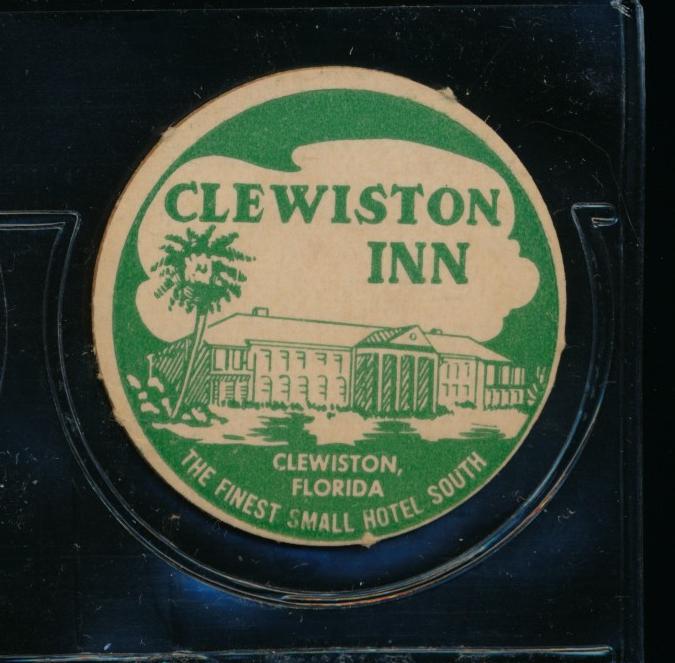 CLEWISTON
INN
CLEWISTON,
FLORIDA
THE FINEST SMALL HOTEL SOUTH